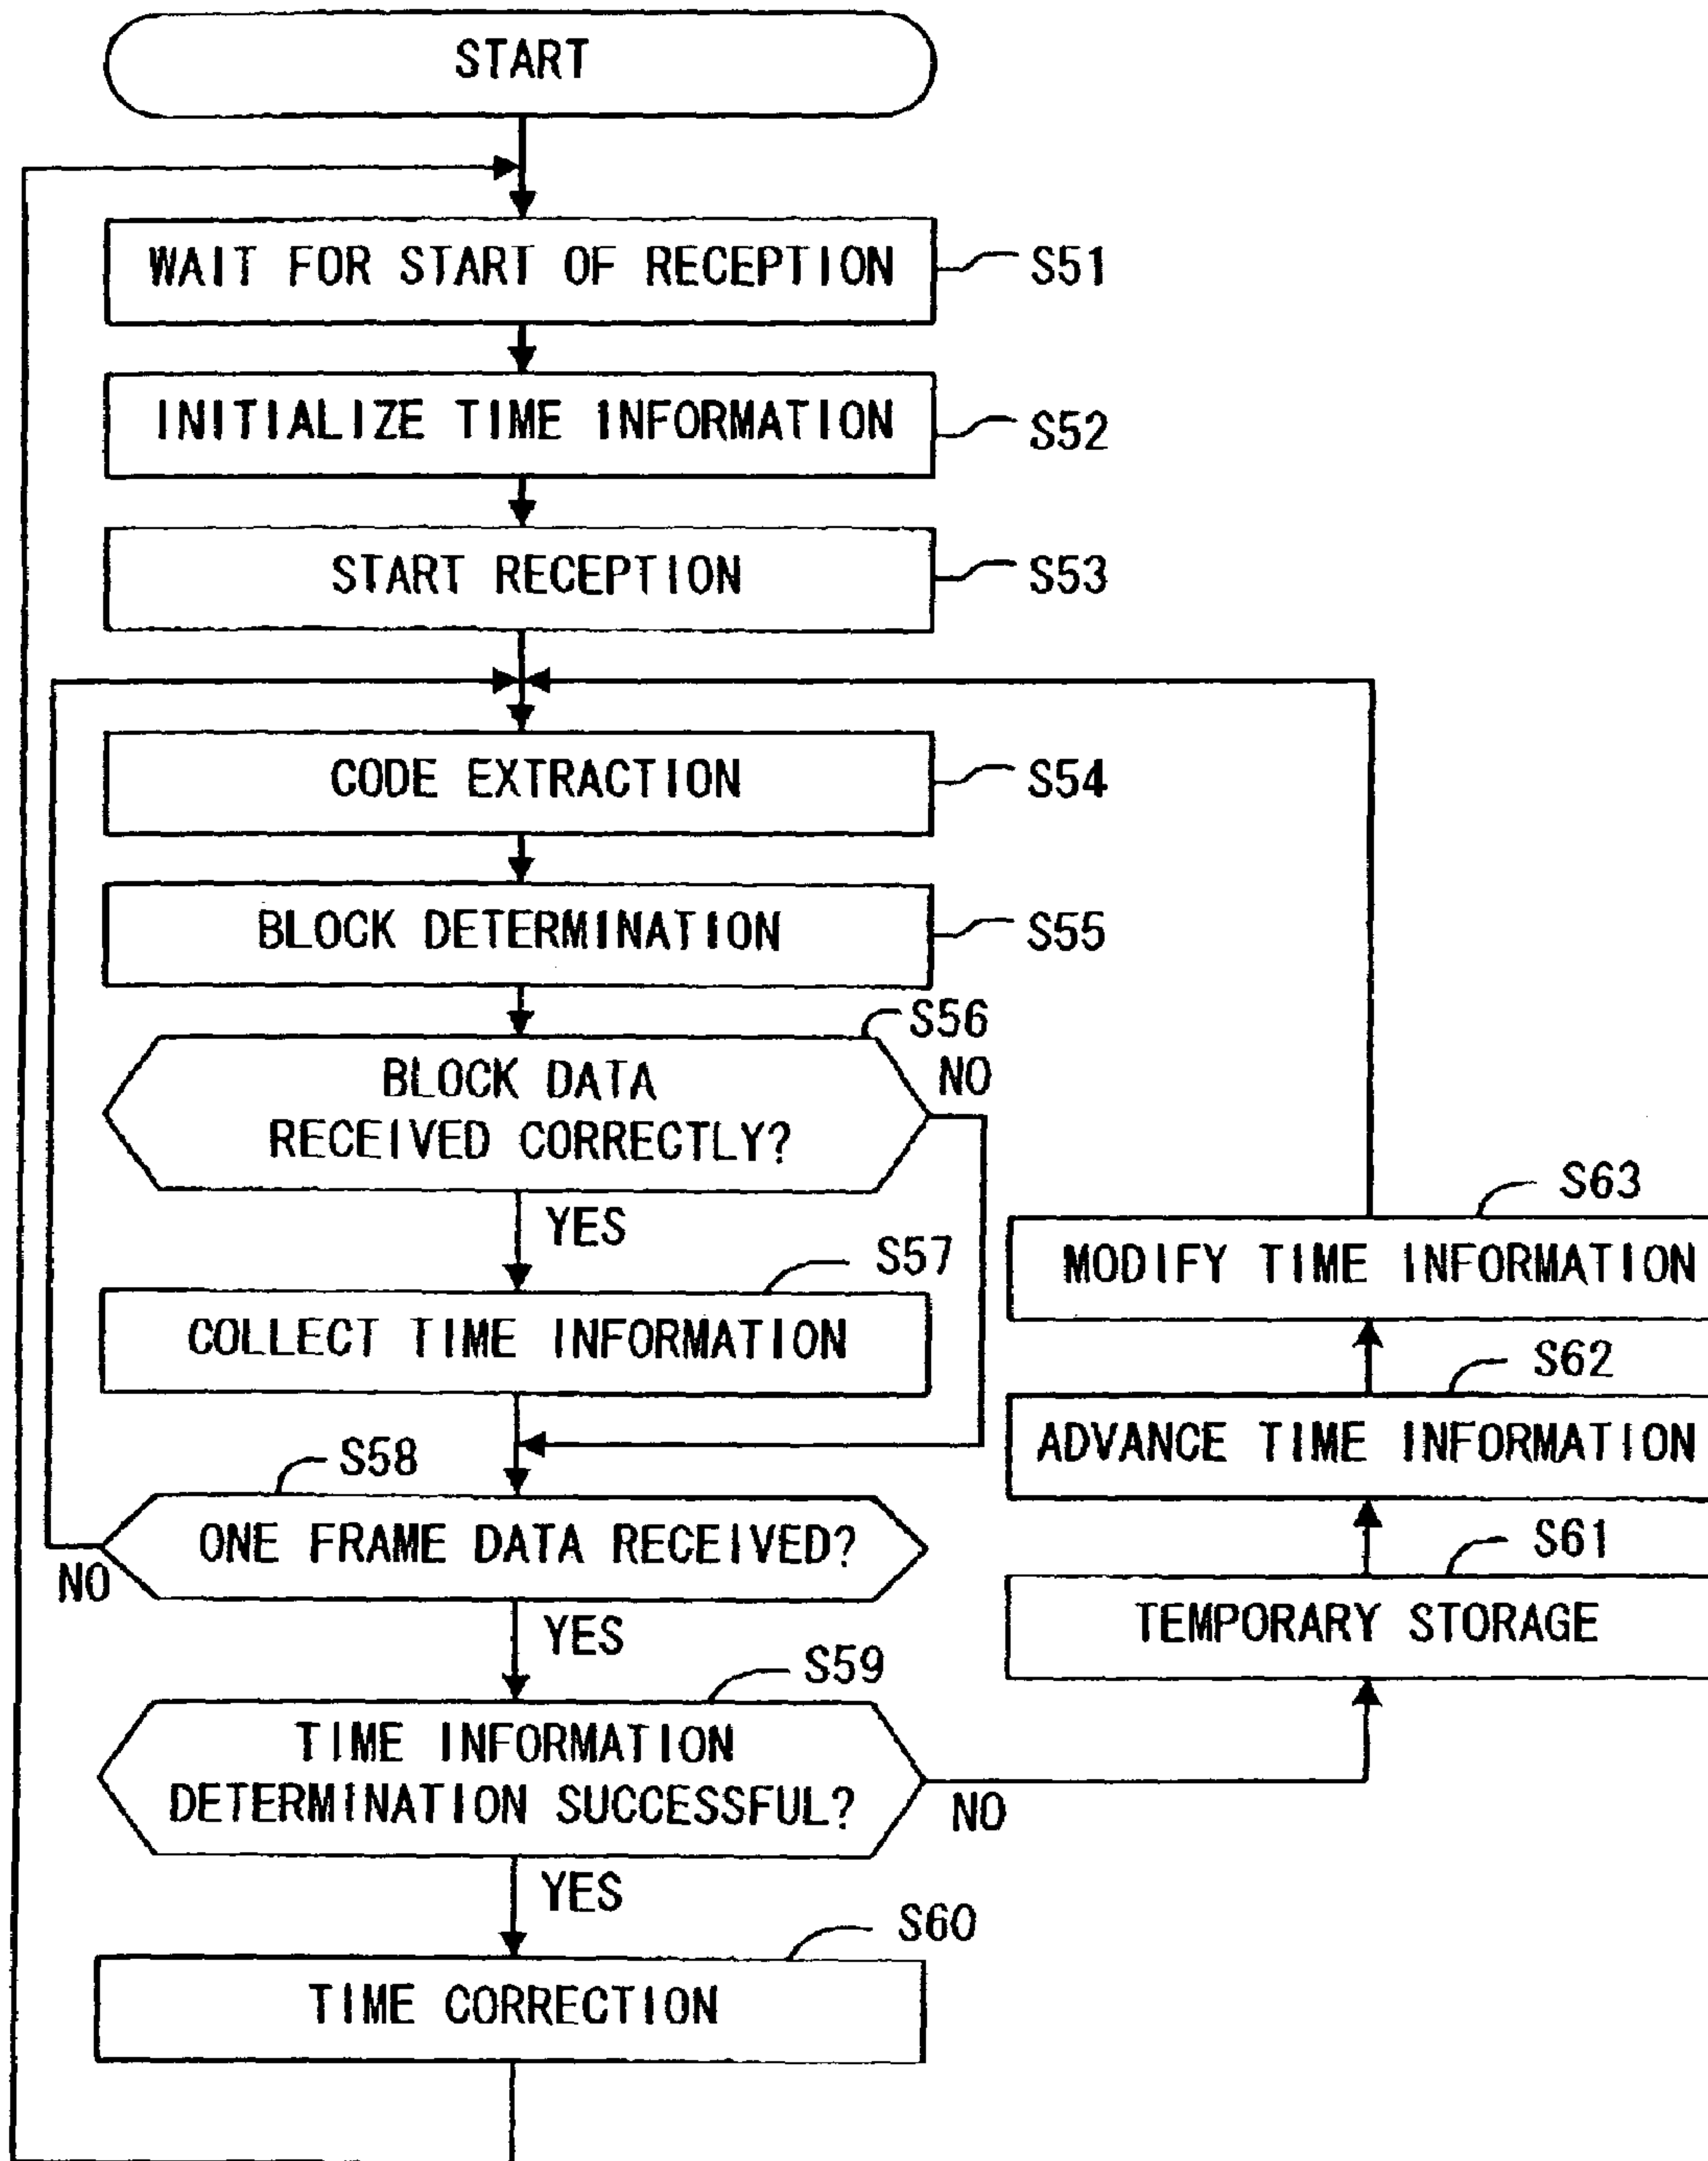 START
WAIT FOR START OF RECEPTION
S51
INITIALIZE TIME INFORMATION
S52
START RECEPTION
S53
CODE EXTRACTION
S54
BLOCK DETERMINATION
S55
S56
BLOCK DATA
RECEIVED CORRECTLY?
NO
YES
S57
COLLECT TIME INFORMATION
S58
ONE FRAME DATA RECEIVED?
NO
YES
S59
TIME INFORMATION
DETERMINATION SUCCESSFUL?
NO
YES
S60
TIME CORRECTION
S63
MODIFY TIME INFORMATION
S62
ADVANCE TIME INFORMATION
S61
TEMPORARY STORAGE